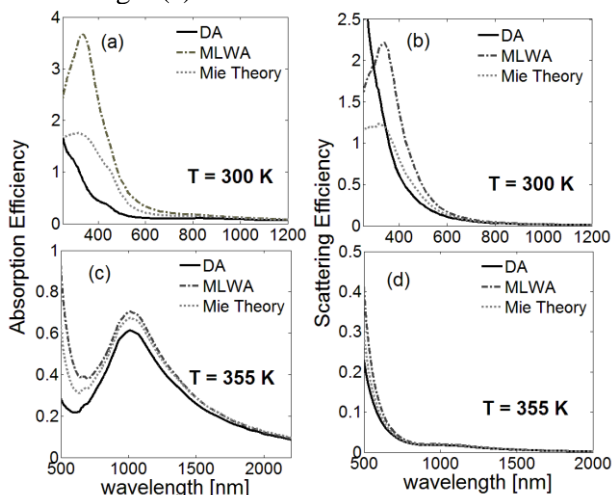 (a)
DA
MLWA
Mie Theory
T = 300 K
4
3
2
1
0
400 600 800 1000 1200
(b)
DA
MLWA
Mie Theory
T = 300 K
2.5
2
1.5
1
0.5
0
400 600 800 1000 1200
Absorption Efficiency
Scattering Efficiency
(c)
DA
MLWA
Mie Theory
T = 355 K
1
0.8
0.6
0.4
0.2
0
500 1000 1500 2000
wavelength [nm]
(d)
DA
MLWA
Mie Theory
T = 355 K
0.5
0.4
0.3
0.2
0.1
0
500 1000 1500 2000
wavelength [nm]